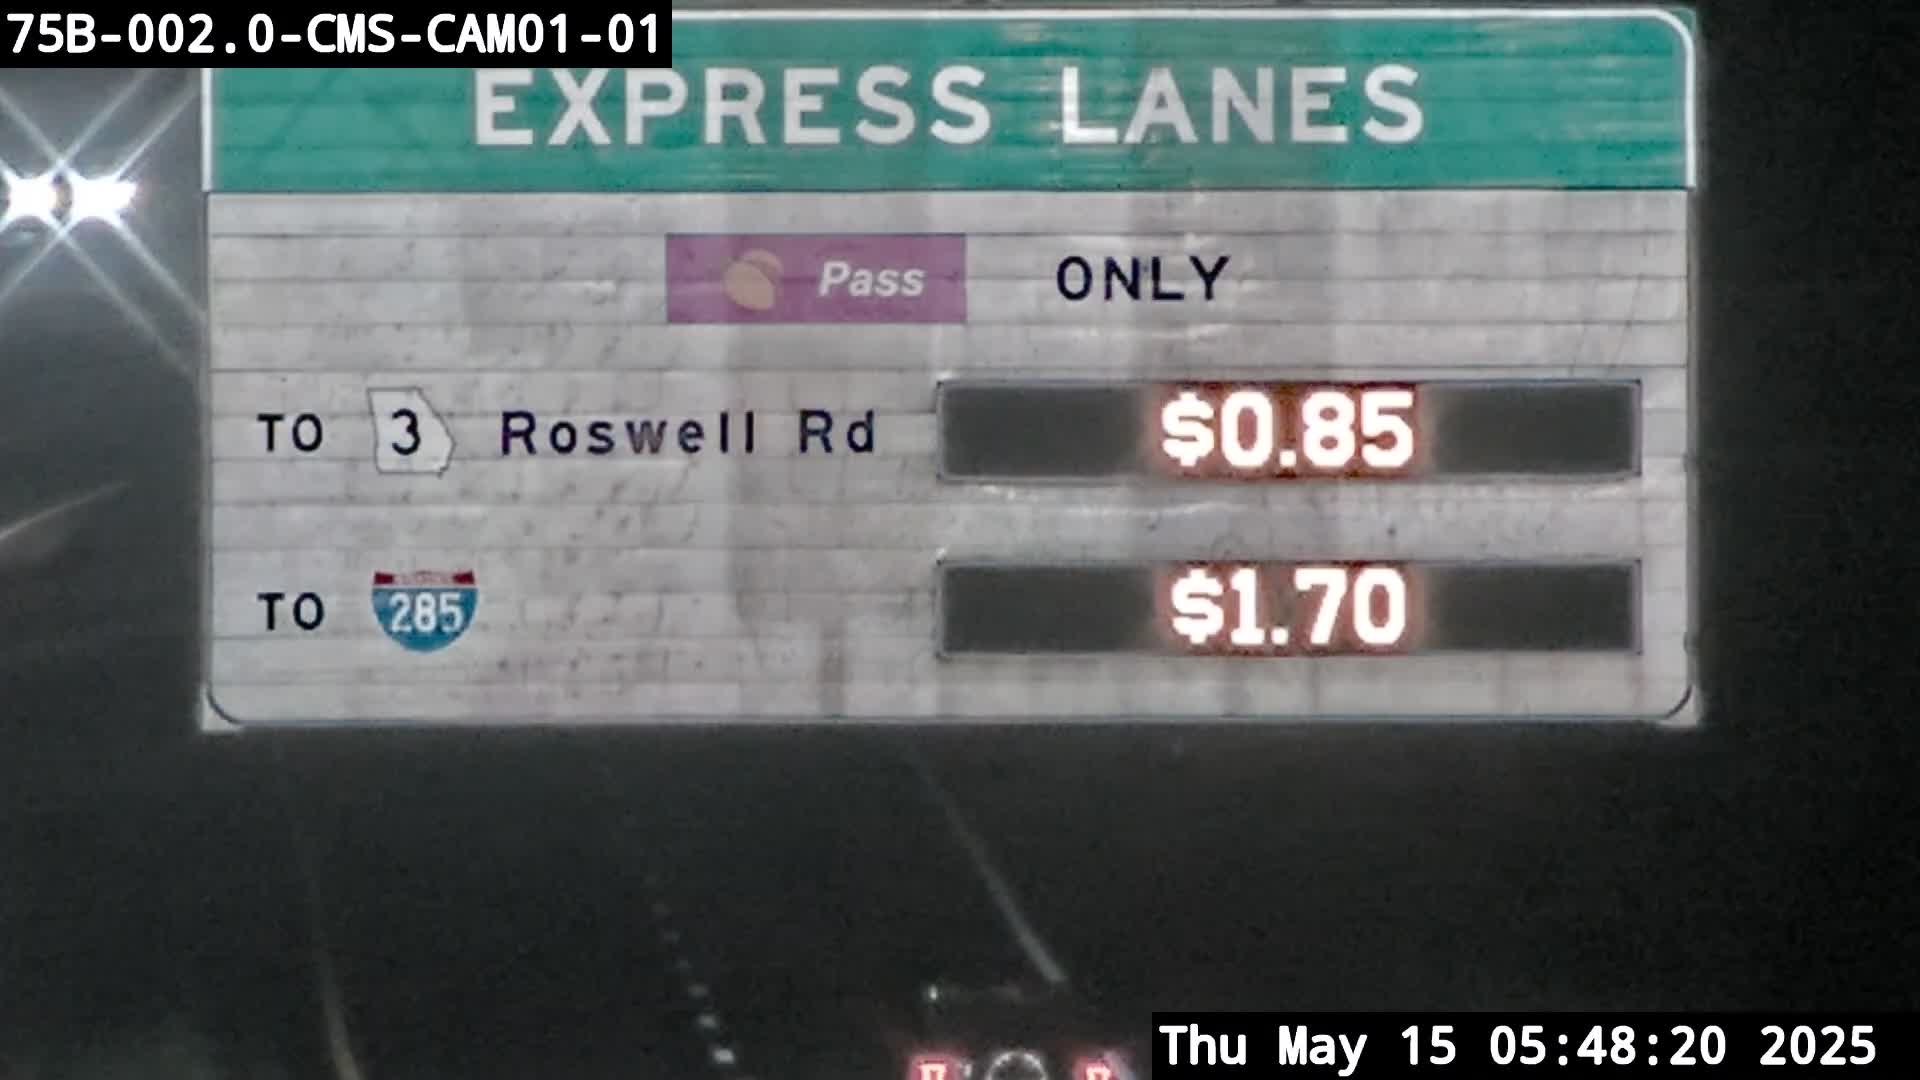 75B-002.0-CMS-CAM01-01
EXPRESS LANES
Pass ONLY
TO 3 Roswell Rd $0.85
TO 285 $1.70
Thu May 15 05:48:20 2025